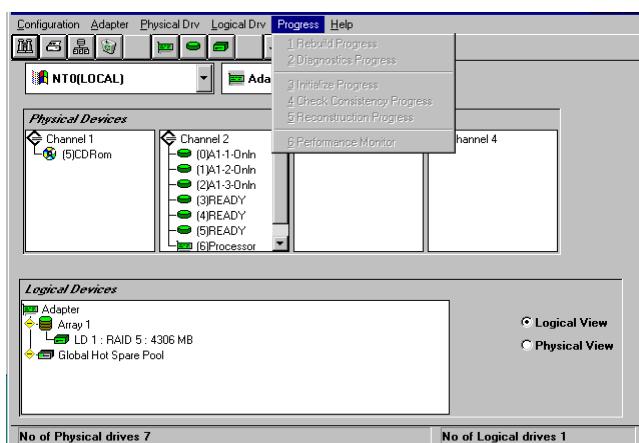 Configuration Adapter Physical Drv Logical Drv Progress Help
1 Rebuild Progress
2 Diagnostics Progress
3 Initialize Progress
4 Check Consistency Progress
5 Reconstruction Progress
6 Performance Monitor
NT0(LOCAL)
Ada
Physical Devices
Channel 1
(5)CDRom
Channel 2
(0)A1-1-Onln
(1)A1-2-Onln
(2)A1-3-Onln
(3)READY
(4)READY
(5)READY
(6)Processor
hannel 4
Logical Devices
Adapter
Array 1
LD 1 : RAID 5 : 4306 MB
Global Hot Spare Pool
Logical View
Physical View
No of Physical drives 7
No of Logical drives 1